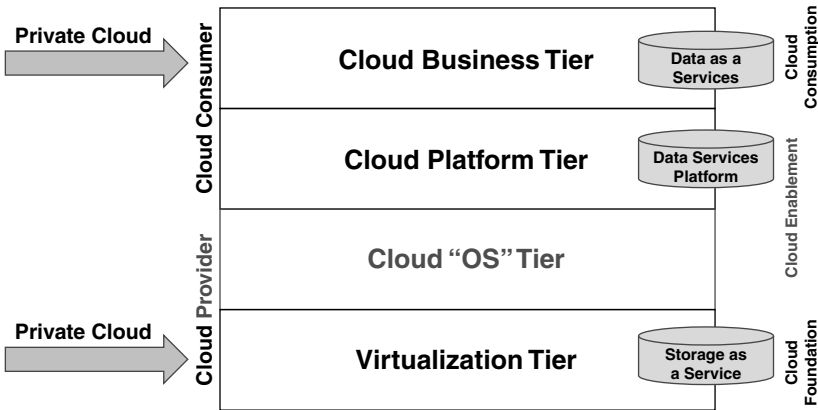 Private Cloud
Cloud Consumer
Cloud Business Tier
Data as a
Services
Cloud
Consumption
Cloud Platform Tier
Data Services
Platform
Cloud Enablement
Cloud Provider
Cloud “OS” Tier
Private Cloud
Virtualization Tier
Storage as
a Service
Cloud
Foundation